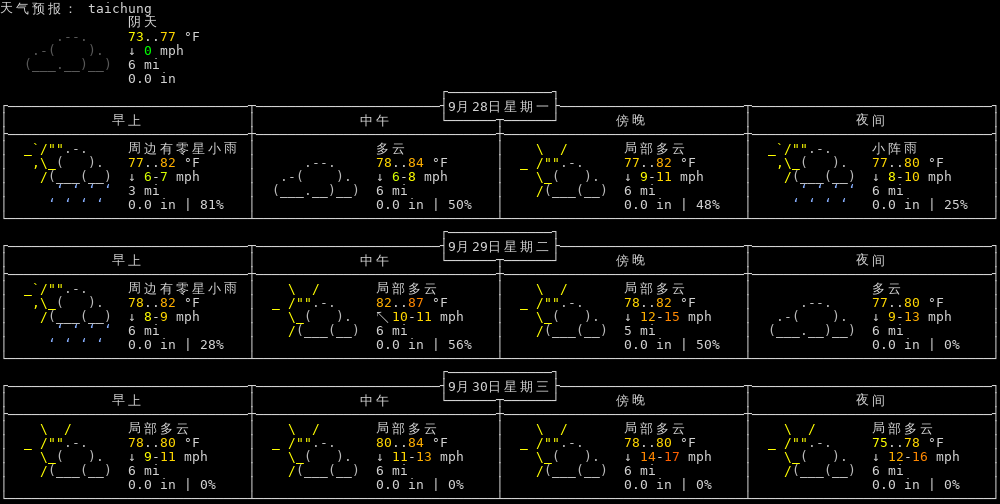 天气预报： taichung
阴天
73..77 °F
↓ 0 mph
6 mi
0.0 in
9月28日星期一
早上 中午 傍晚 夜间
周边有零星小雨 多云 局部多云 小阵雨
77..82 °F 78..84 °F 77..82 °F 77..80 °F
↓ 6-7 mph ↓ 6-8 mph ↓ 9-11 mph ↓ 8-10 mph
3 mi 6 mi 6 mi 6 mi
0.0 in | 81% 0.0 in | 50% 0.0 in | 48% 0.0 in | 25%
9月29日星期二
早上 中午 傍晚 夜间
周边有零星小雨 局部多云 局部多云 多云
78..82 °F 82..87 °F 78..82 °F 77..80 °F
↓ 8-9 mph ↖ 10-11 mph ↓ 12-15 mph ↓ 9-13 mph
6 mi 6 mi 5 mi 6 mi
0.0 in | 28% 0.0 in | 56% 0.0 in | 50% 0.0 in | 0%
9月30日星期三
早上 中午 傍晚 夜间
局部多云 局部多云 局部多云 局部多云
78..80 °F 80..84 °F 78..80 °F 75..78 °F
↓ 9-11 mph ↓ 11-13 mph ↓ 14-17 mph ↓ 12-16 mph
6 mi 6 mi 6 mi 6 mi
0.0 in | 0% 0.0 in | 0% 0.0 in | 0% 0.0 in | 0%